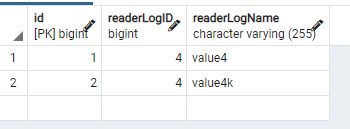 id readerLogID readerLogName
[PK] bigint bigint character varying (255)
1 1 4 value4
2 2 4 value4k